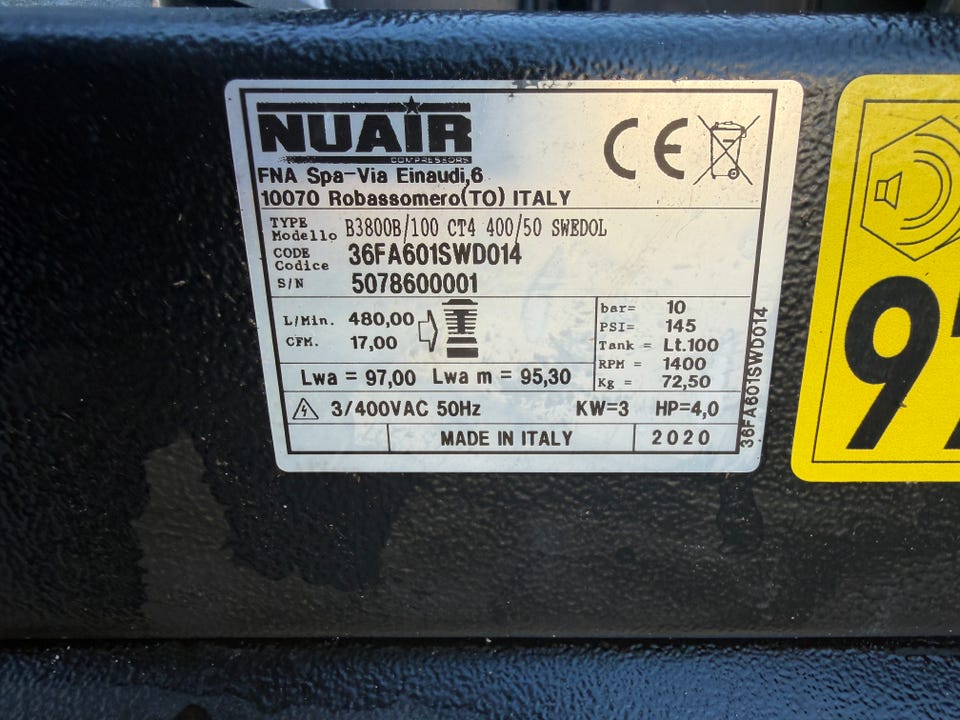 NUAIR
COMPRESSORS
CE
FNA Spa-Via Einaudi,6
10070 Robassomero(TO) ITALY
TYPE
Modello B3800B/100 CT4 400/50 SWEDOL
CODE
Codice 36FA601SWD014
S/N 5078600001
L/Min. 480,00
CFM. 17,00
bar= 10
PSI= 145
Tank = Lt.100
RPM = 1400
Kg = 72,50
Lwa = 97,00 Lwa m = 95,30
3/400VAC 50Hz KW=3 HP=4,0
MADE IN ITALY 2020
36FA601SWD014
9